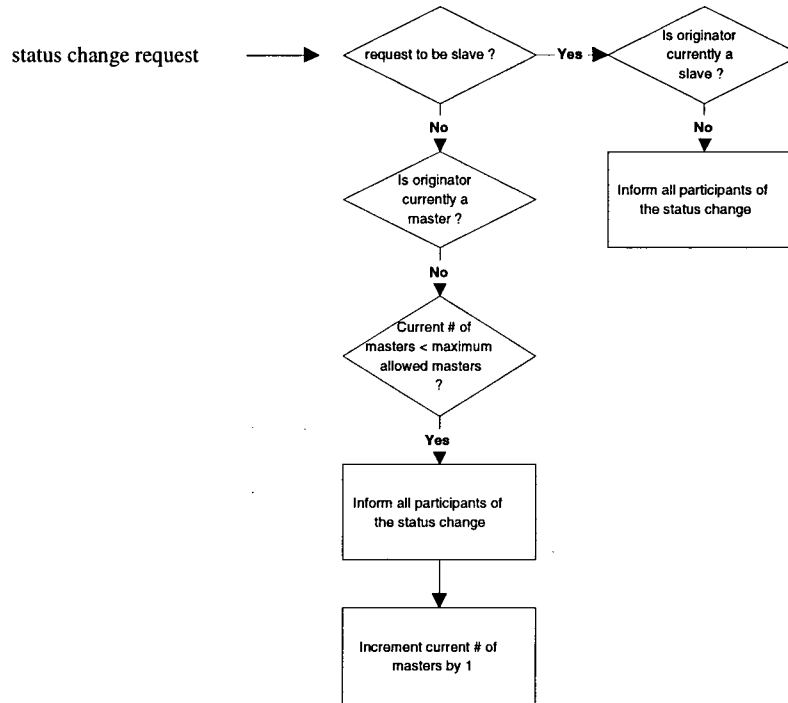 status change request
request to be slave ?
Yes
Is originator
currently a
slave ?
No
No
Is originator
currently a
master ?
Inform all participants of
the status change
No
Current # of
masters < maximum
allowed masters
?
Yes
Inform all participants of
the status change
Increment current # of
masters by 1